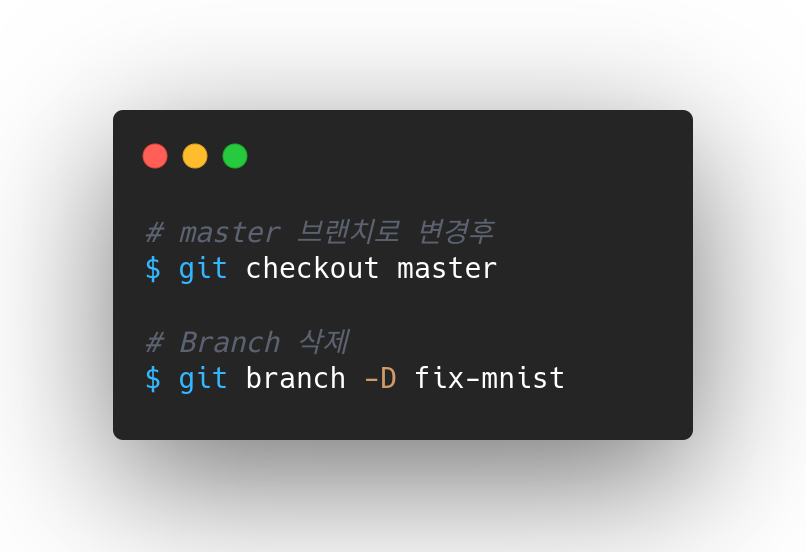 # master 브랜치로 변경후
$ git checkout master
# Branch 삭제
$ git branch -D fix-mnist